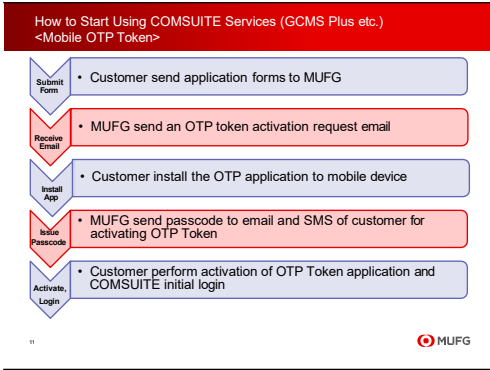 How to Start Using COMSUITE Services (GCMS Plus etc.)
<Mobile OTP Token>
Submit
Form
• Customer send application forms to MUFG
Receive
Email
• MUFG send an OTP token activation request email
Install
App
• Customer install the OTP application to mobile device
Issue
Passcode
• MUFG send passcode to email and SMS of customer for
activating OTP Token
Activate,
Login
• Customer perform activation of OTP Token application and
COMSUITE initial login
11
MUFG